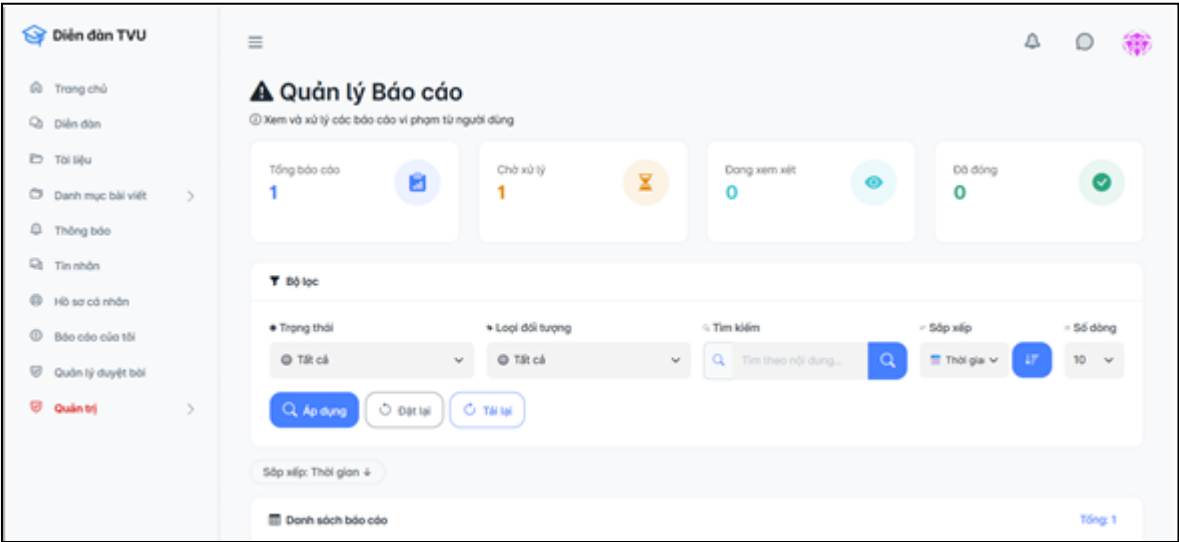 Diễn đàn TVU
Trang chủ
Diễn đàn
Tài liệu
Danh mục bài viết
Thông báo
Tin nhắn
Hồ sơ cá nhân
Báo cáo của tôi
Quản lý duyệt bài
Quản trị
Quản lý Báo cáo
Xem và xử lý các báo cáo vi phạm từ người dùng
Tổng báo cáo
1
Chờ xử lý
1
Đang xem xét
0
Đã đóng
0
Bộ lọc
Trạng thái
Tất cả
Loại đối tượng
Tất cả
Tìm kiếm
Tìm theo nội dung...
Sắp xếp
Thời gia
Số dòng
10
Áp dụng
Đặt lại
Tải lại
Sắp xếp: Thời gian ↓
Danh sách báo cáo
Tổng: 1